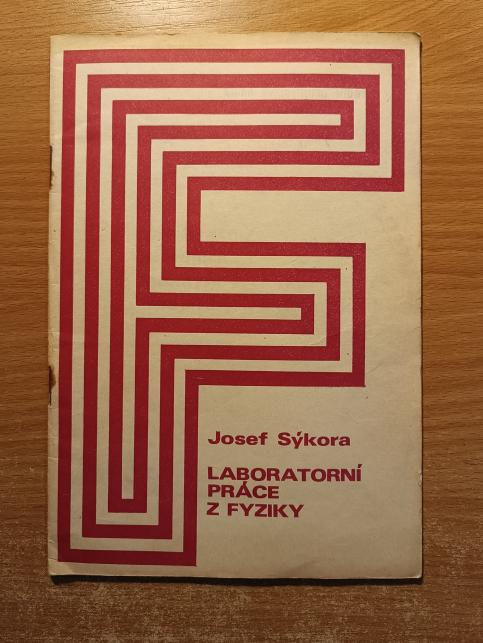 Josef Sýkora
LABORATORNÍ
PRÁCE
Z FYZIKY